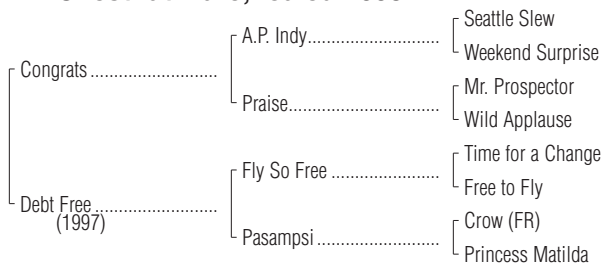 Seattle Slew
A.P. Indy
Weekend Surprise
Congrats
Mr. Prospector
Praise
Wild Applause
Time for a Change
Fly So Free
Free to Fly
Debt Free
(1997)
Crow (FR)
Pasampsi
Princess Matilda